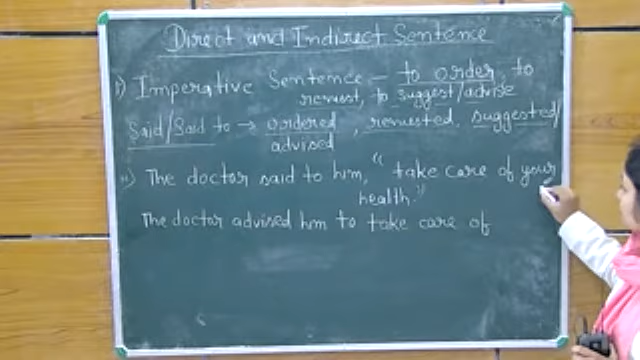 Direct and Indirect Sentence
1) Imperative Sentence - to order, to
request, to suggest/advise
Said/Said to → ordered, requested, suggested/
advised
The doctor said to him, "take care of your
health."
The doctor advised him to take care of